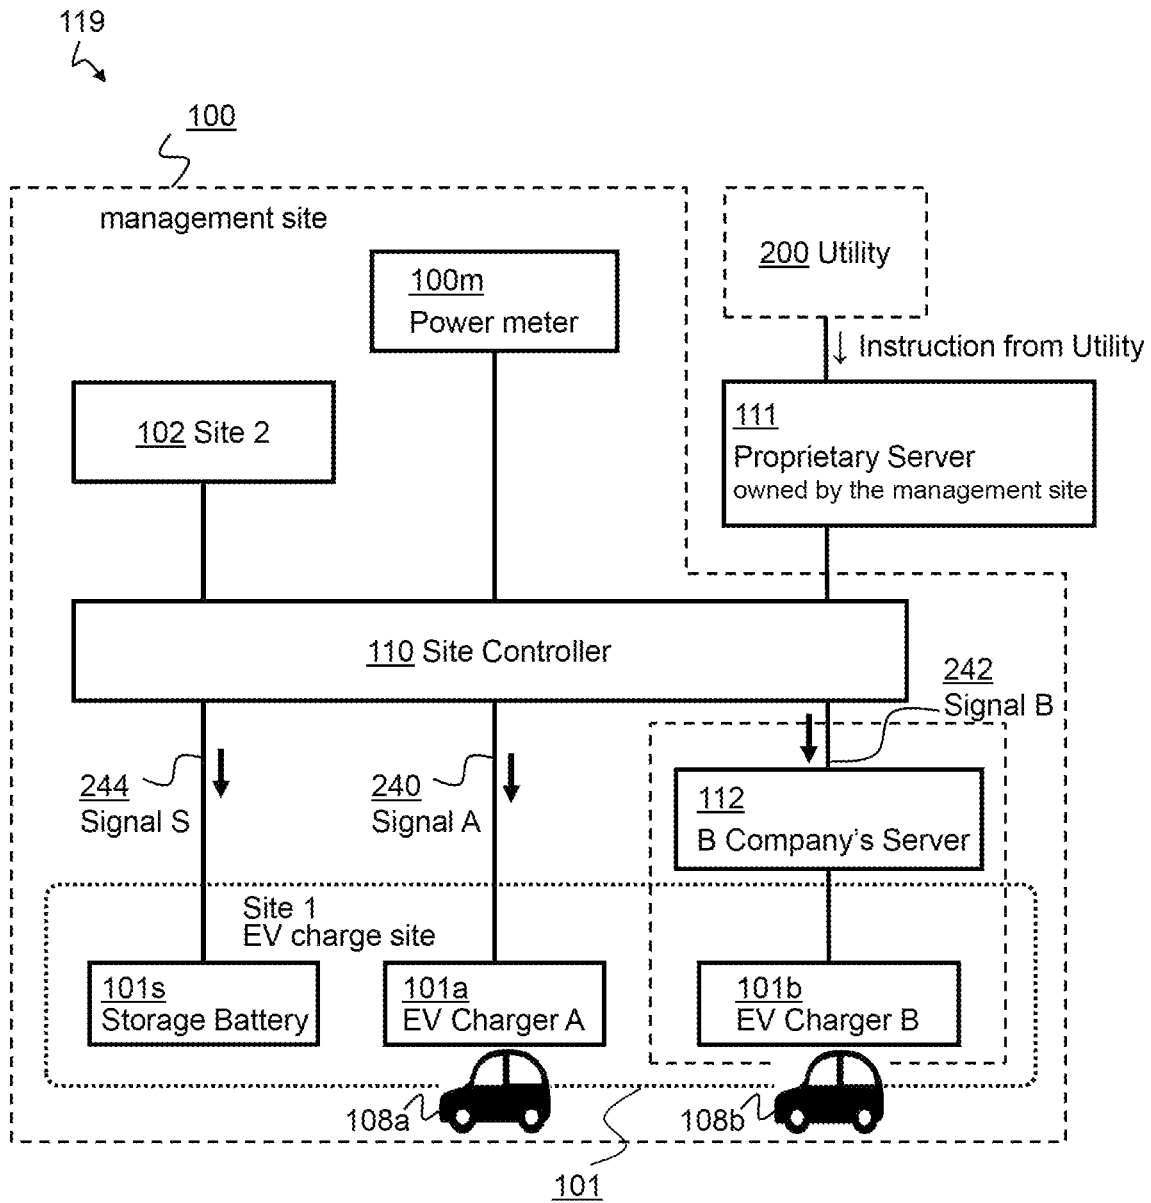 119
100
management site
200 Utility
100m
Power meter
↓ Instruction from Utility
111
Proprietary Server
owned by the management site
102 Site 2
110 Site Controller
242
Signal B
244
Signal S
240
Signal A
112
B Company's Server
Site 1
EV charge site
101s
Storage Battery
101a
EV Charger A
101b
EV Charger B
108a
108b
101